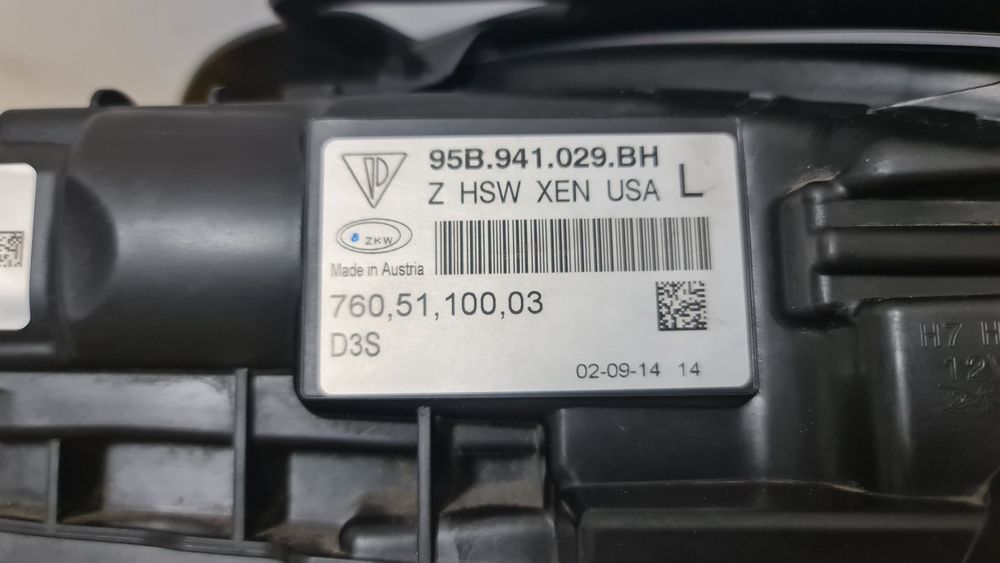 95B.941.029.BH
Z HSW XEN USA L
ZKW
Made in Austria
760,51,100,03
D3S
02-09-14 14
H7 H
12V